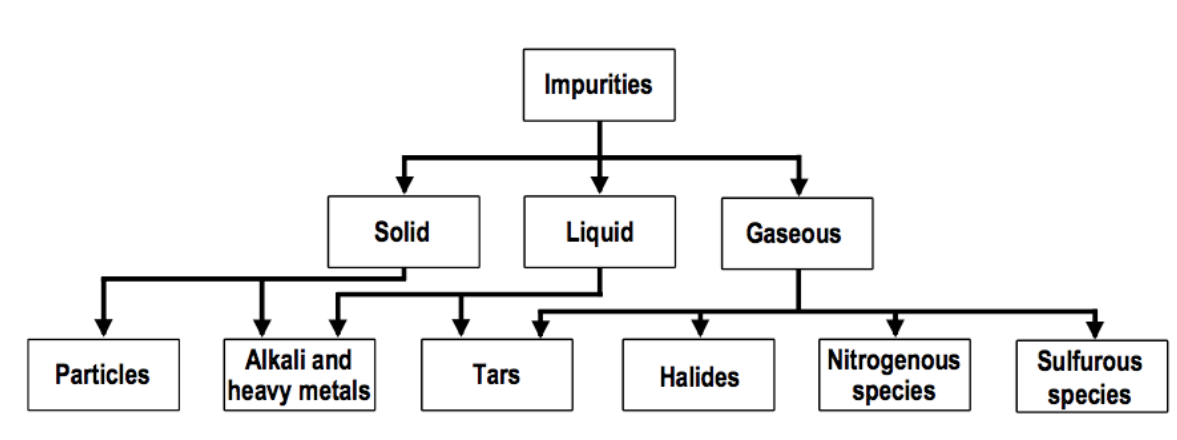 Impurities
Solid
Liquid
Gaseous
Particles
Alkali and
heavy metals
Tars
Halides
Nitrogenous
species
Sulfurous
species